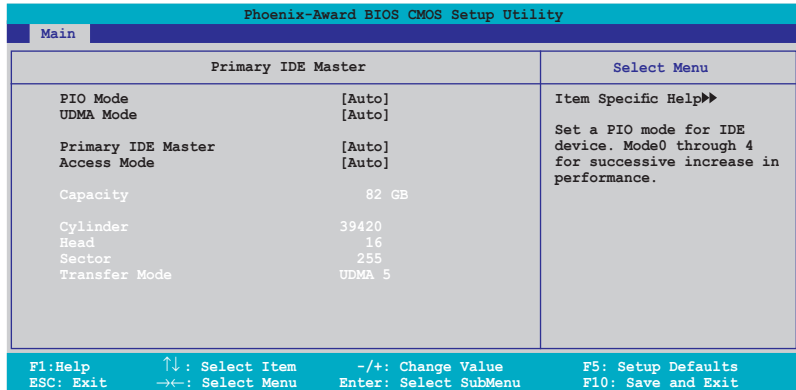 Phoenix-Award BIOS CMOS Setup Utility
Main
Primary IDE Master
Select Menu
PIO Mode [Auto]
UDMA Mode [Auto]
Primary IDE Master [Auto]
Access Mode [Auto]
Capacity 82 GB
Cylinder 39420
Head 16
Sector 255
Transfer Mode UDMA 5
Item Specific Help▶▶
Set a PIO mode for IDE
device. Mode0 through 4
for successive increase in
performance.
F1:Help ↑↓: Select Item -/+: Change Value F5: Setup Defaults
ESC: Exit →←: Select Menu Enter: Select SubMenu F10: Save and Exit